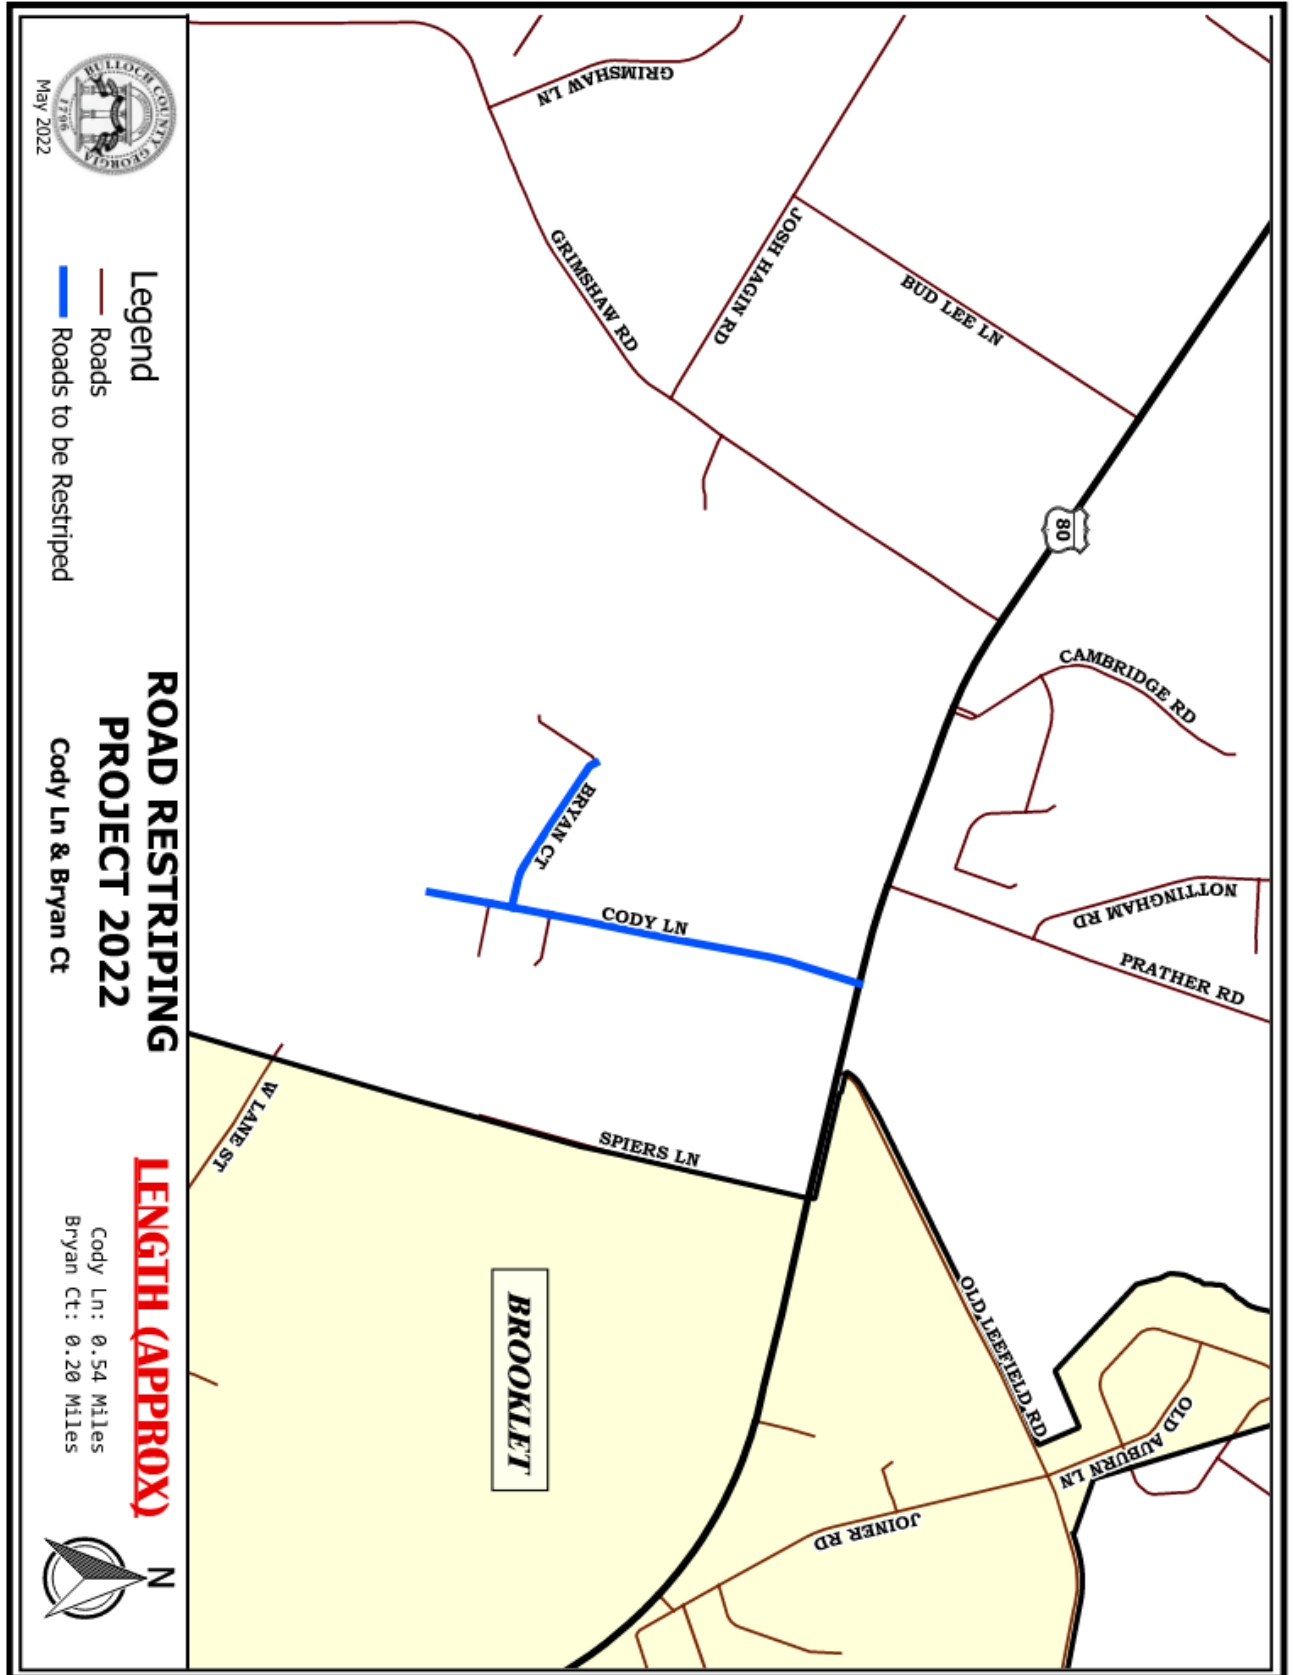 GRIMSHAW LN
GRIMSHAW RD
JOSH HAGIN RD
BUD LEE LN
80
CAMBRIDGE RD
NOTTINGHAM RD
PRATHER RD
BRYAN CT
CODY LN
SPIERS LN
W LANE ST
OLD LEEFIELD RD
OLD AUBURN LN
JOINER RD
BROOKLET
BULLOCH COUNTY GEORGIA
1796
May 2022
Legend
Roads
Roads to be Restriped
ROAD RESTRIPING
PROJECT 2022
Cody Ln & Bryan Ct
LENGTH (APPROX)
Cody Ln: 0.54 Miles
Bryan Ct: 0.20 Miles
N